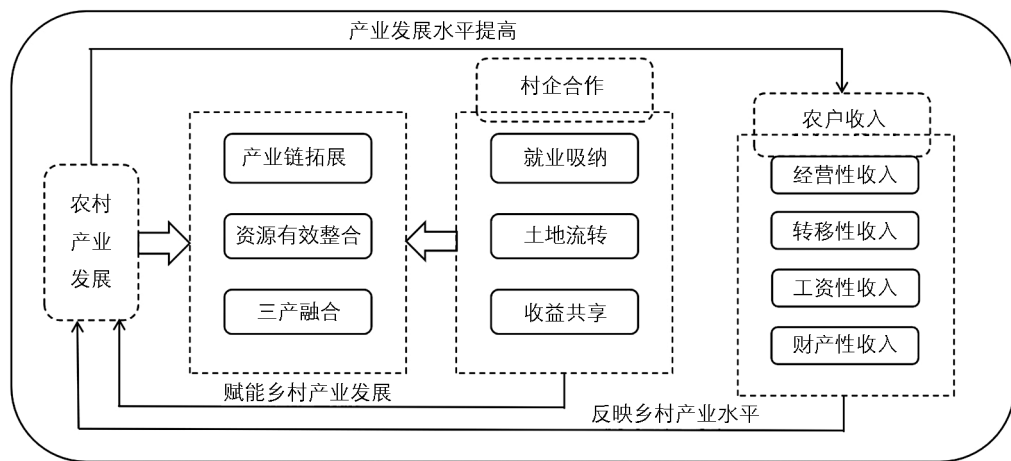 产业发展水平提高
村企合作
农户收入
农村
产业
发展
产业链拓展
资源有效整合
三产融合
就业吸纳
土地流转
收益共享
经营性收入
转移性收入
工资性收入
财产性收入
赋能乡村产业发展
反映乡村产业水平